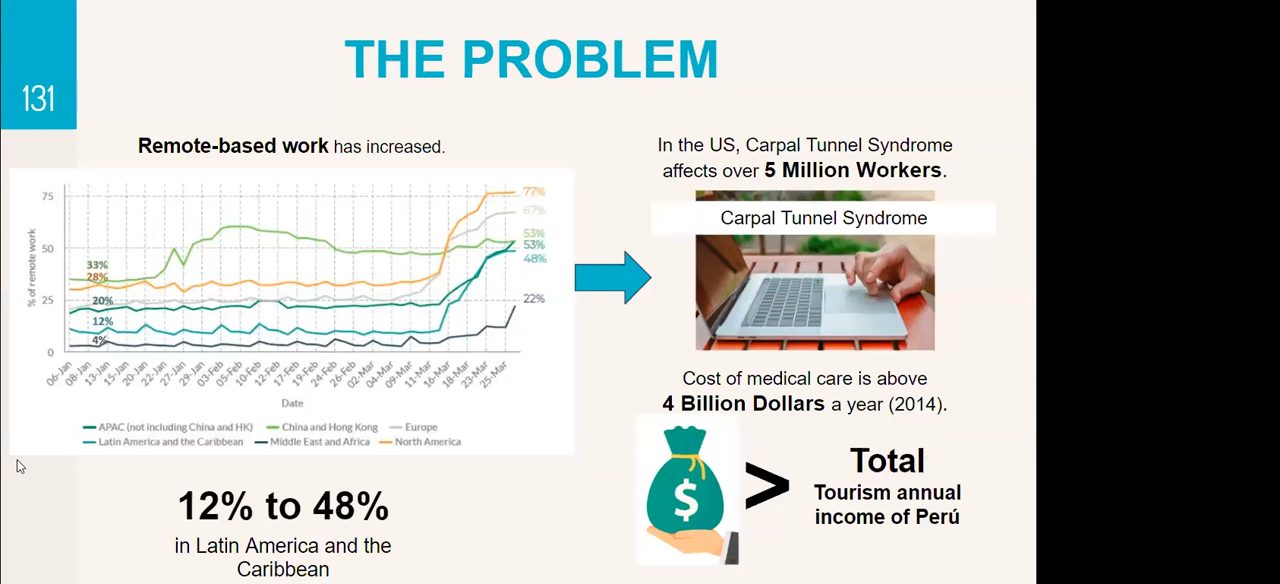 THE PROBLEM
131
Remote-based work has increased.
75
50
25
0
% of remote work
33%
28%
20%
12%
4%
77%
67%
53%
53%
48%
22%
06-Jan
08-Jan
13-Jan
15-Jan
20-Jan
22-Jan
27-Jan
29-Jan
03-Feb
05-Feb
10-Feb
12-Feb
17-Feb
19-Feb
24-Feb
26-Feb
02-Mar
04-Mar
09-Mar
11-Mar
16-Mar
18-Mar
23-Mar
25-Mar
Date
APAC (not including China and HK) China and Hong Kong Europe
Latin America and the Caribbean Middle East and Africa North America
12% to 48%
in Latin America and the
Caribbean
In the US, Carpal Tunnel Syndrome
affects over 5 Million Workers.
Carpal Tunnel Syndrome
Cost of medical care is above
4 Billion Dollars a year (2014).
$
>
Total
Tourism annual
income of Perú